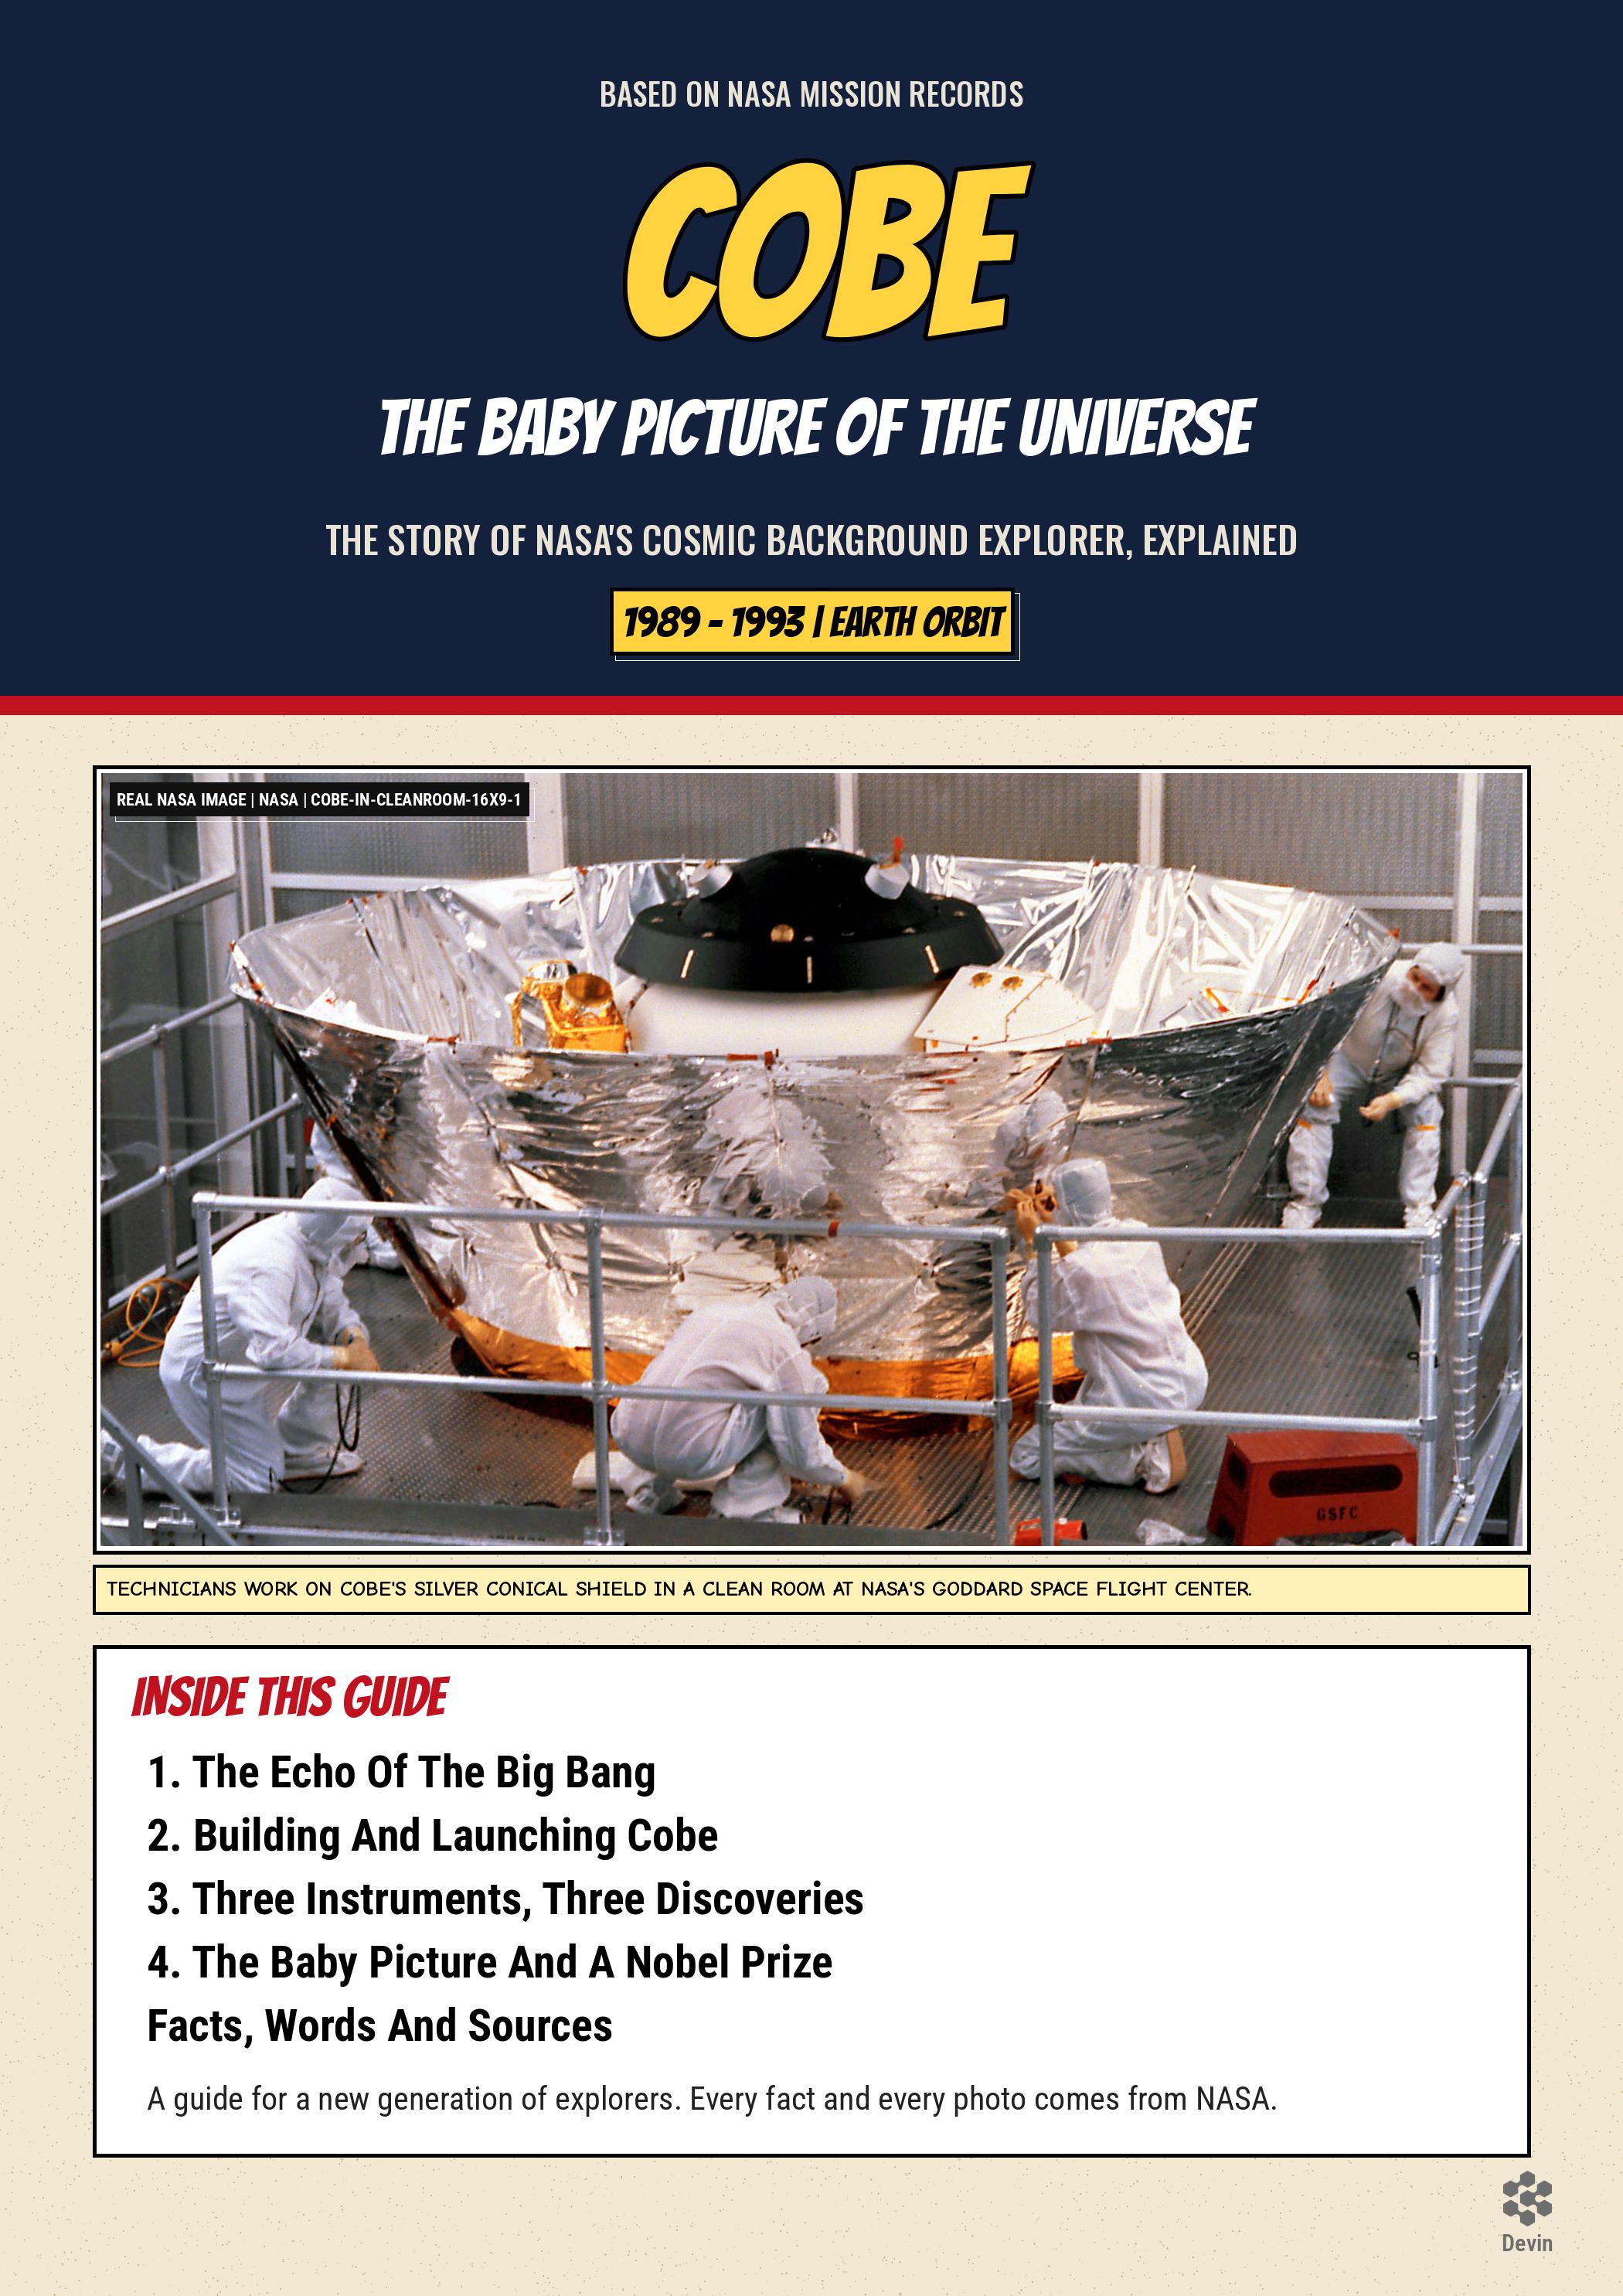 BASED ON NASA MISSION RECORDS
COBE
THE BABY PICTURE OF THE UNIVERSE
THE STORY OF NASA'S COSMIC BACKGROUND EXPLORER, EXPLAINED
1989 - 1993 | EARTH ORBIT
REAL NASA IMAGE | NASA | COBE-IN-CLEANROOM-16X9-1
GSFC
TECHNICIANS WORK ON COBE'S SILVER CONICAL SHIELD IN A CLEAN ROOM AT NASA'S GODDARD SPACE FLIGHT CENTER.
INSIDE THIS GUIDE
1. The Echo Of The Big Bang
2. Building And Launching Cobe
3. Three Instruments, Three Discoveries
4. The Baby Picture And A Nobel Prize
Facts, Words And Sources
A guide for a new generation of explorers. Every fact and every photo comes from NASA.
Devin